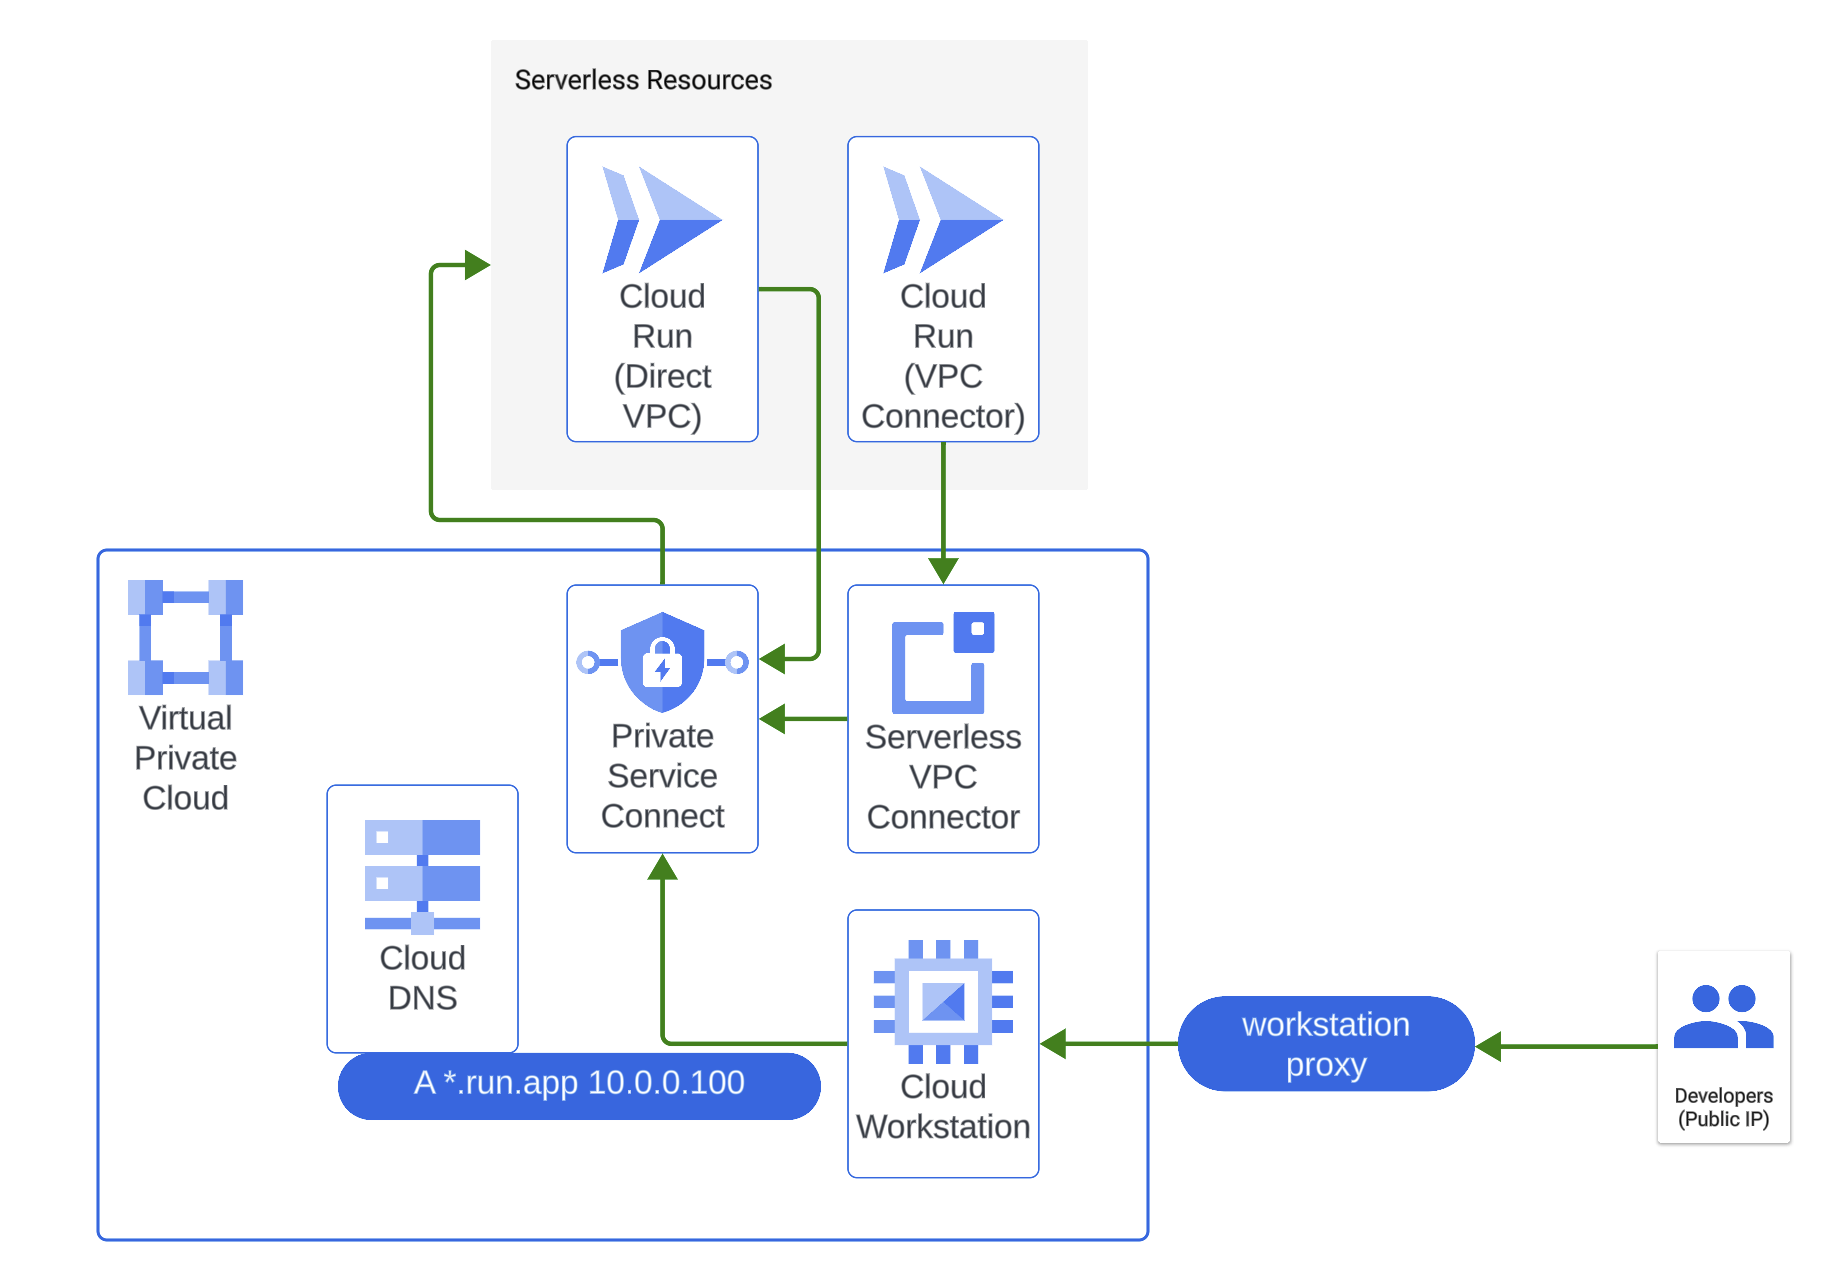 Serverless Resources
Cloud
Run
(Direct
VPC)
Cloud
Run
(VPC
Connector)
Virtual
Private
Cloud
Private
Service
Connect
Serverless
VPC
Connector
Cloud
DNS
A *.run.app 10.0.0.100
Cloud
Workstation
workstation
proxy
Developers
(Public IP)